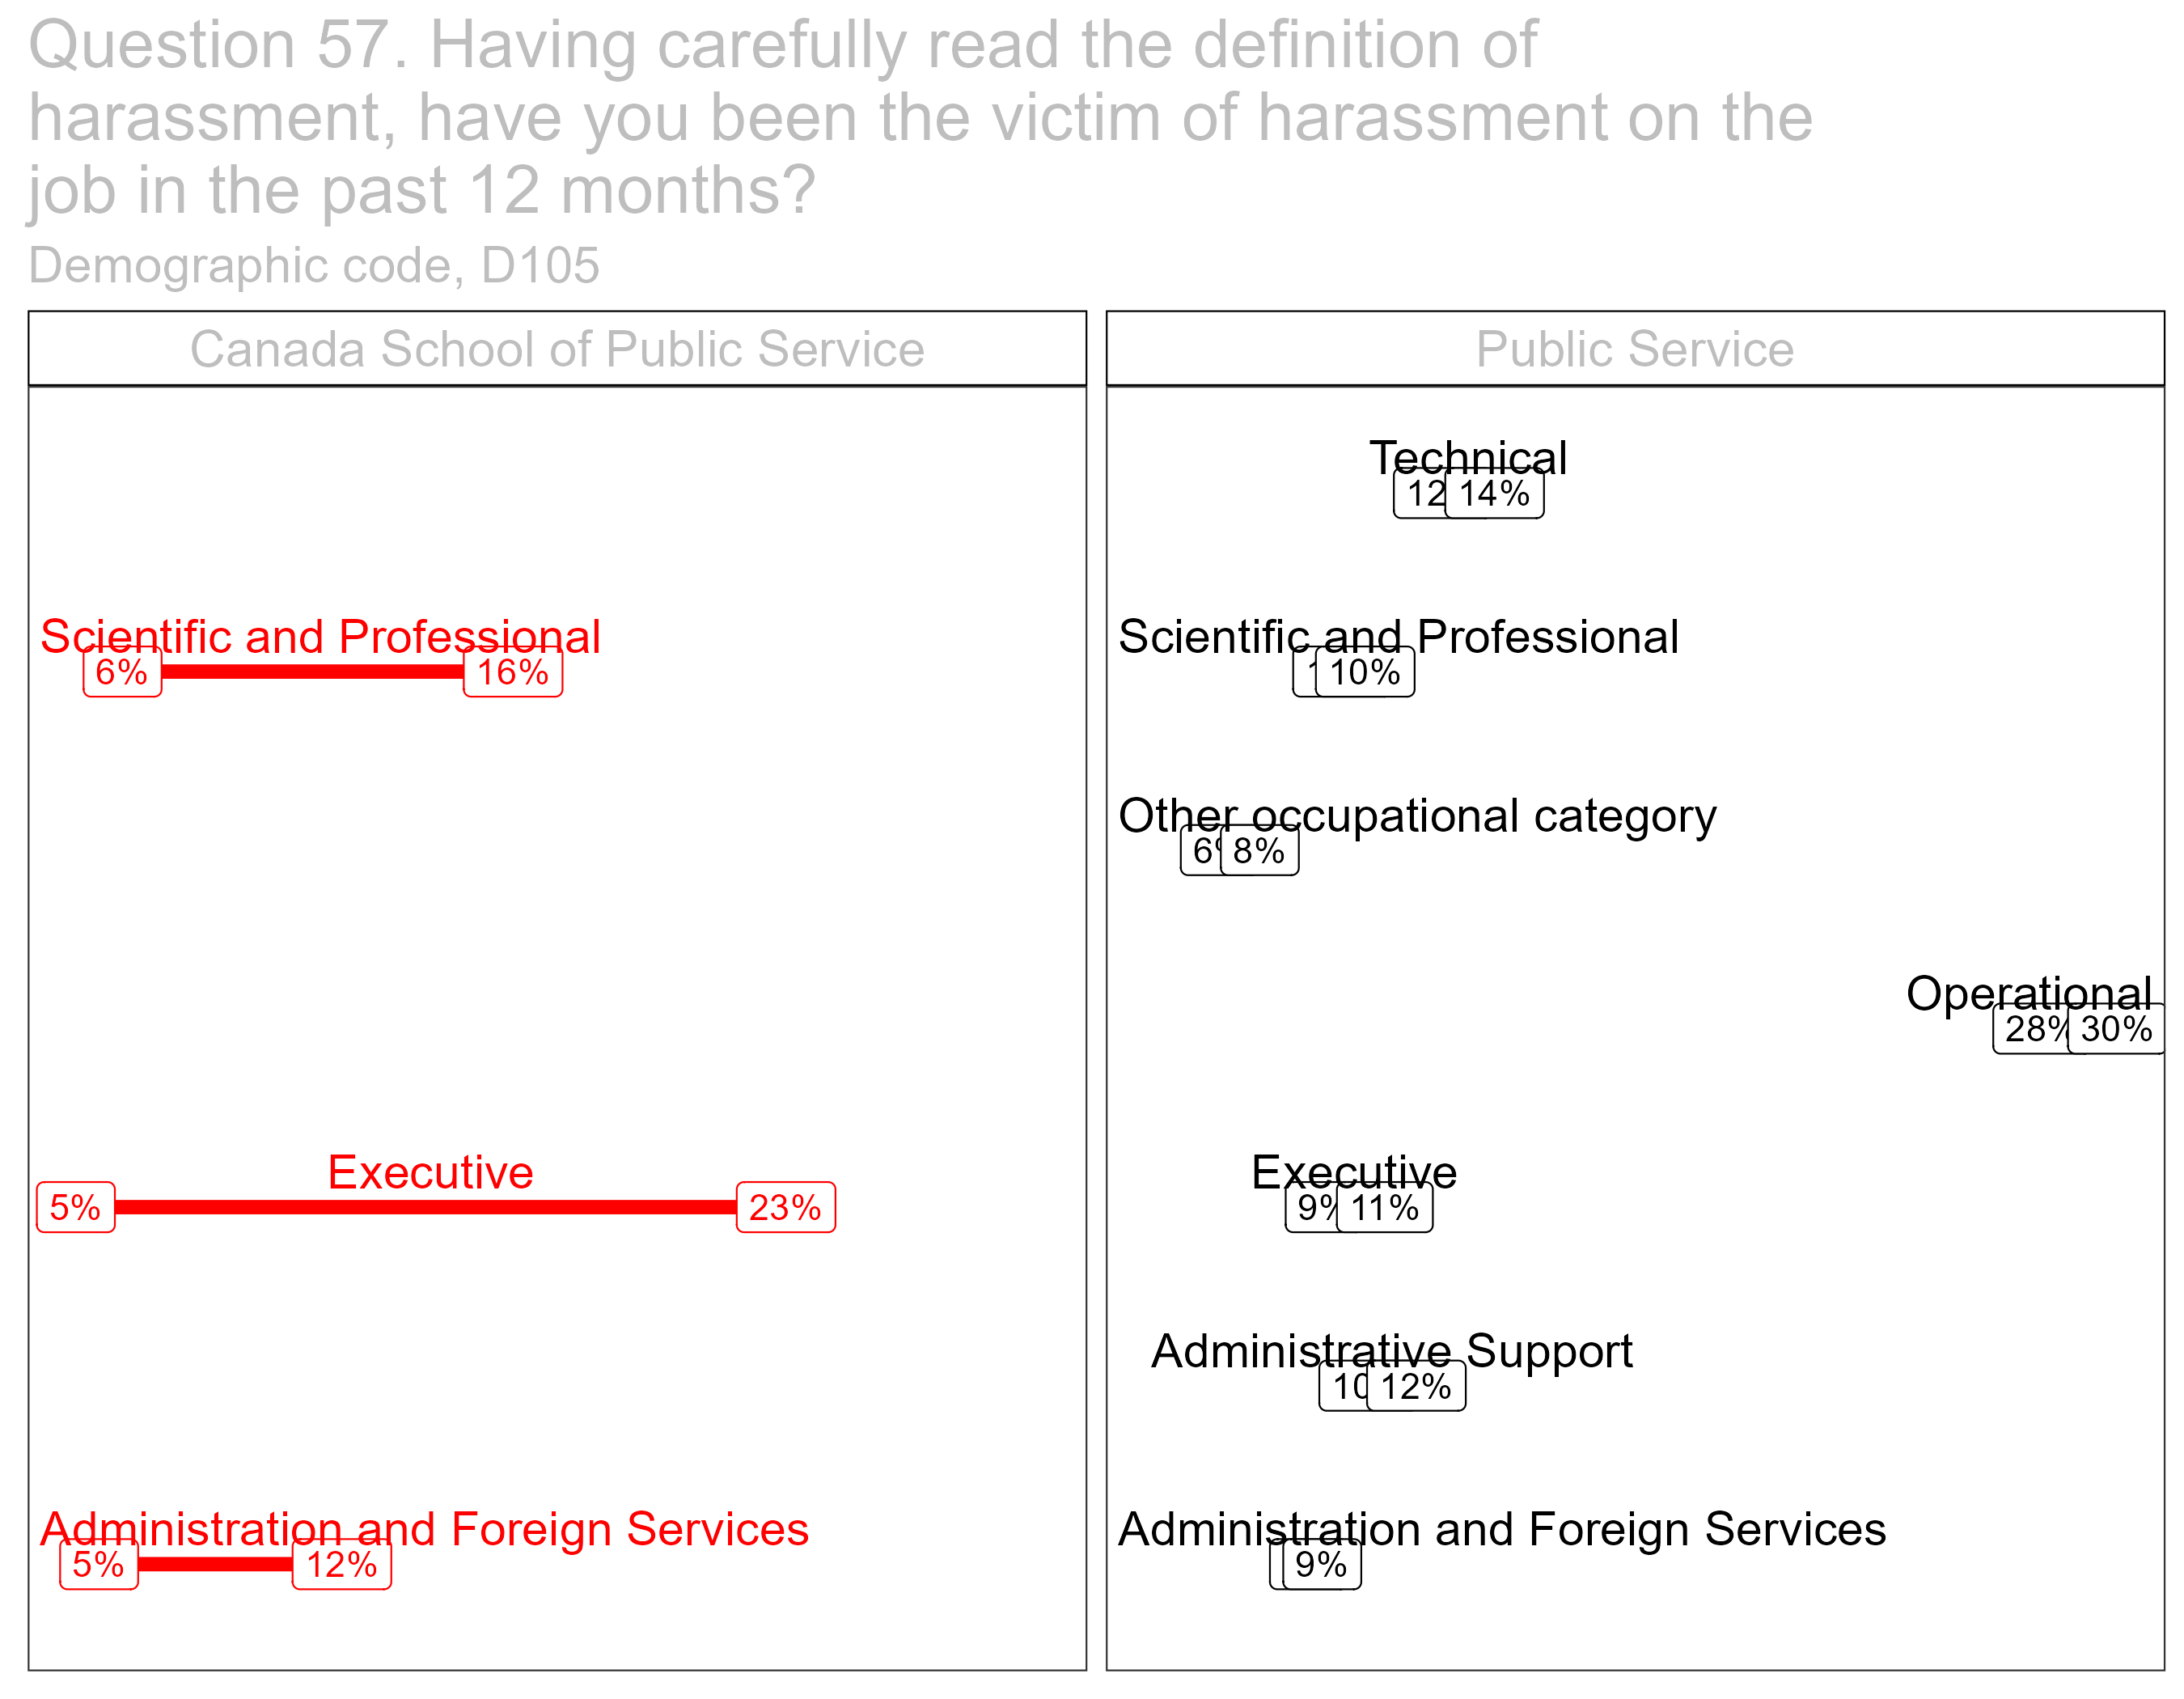 Question 57. Having carefully read the definition of
harassment, have you been the victim of harassment on the
job in the past 12 months?
Demographic code, D105
Canada School of Public Service
Scientific and Professional
6% 16%
Executive
5% 23%
Administration and Foreign Services
5% 12%
Public Service
Technical
12 14%
Scientific and Professional
10%
Other occupational category
6 8%
Operational
28% 30%
Executive
9% 11%
Administrative Support
10 12%
Administration and Foreign Services
9%